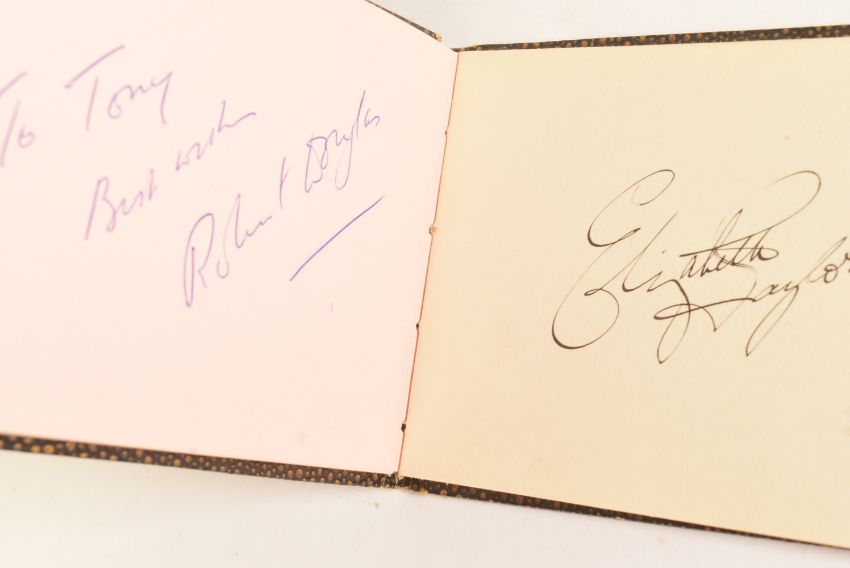 To Tony
Best wishes
Robert Douglas
Elizabeth
Taylor